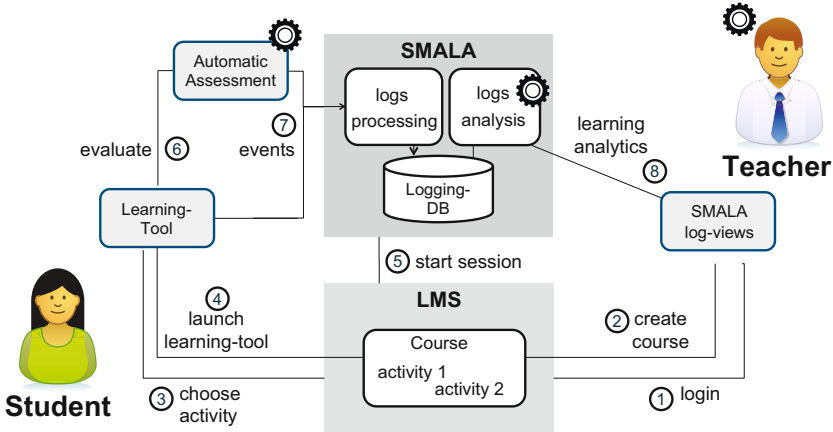 SMALA
Automatic
Assessment
logs
processing
logs
analysis
Logging-
DB
evaluate
6
7
events
learning
analytics
8
Teacher
Learning-
Tool
SMALA
log-views
5 start session
LMS
4
launch
learning-tool
Course
activity 1
activity 2
2 create
course
Student
3 choose
activity
1 login